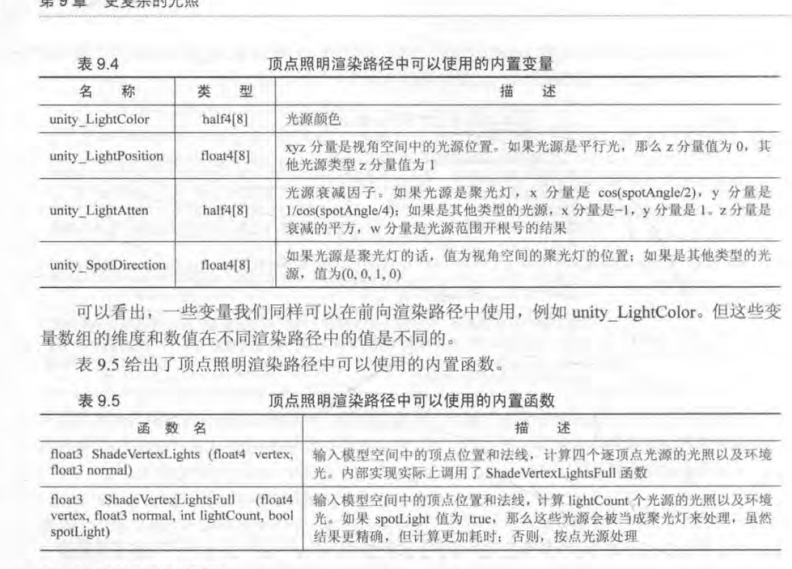 第 9 章 更复杂的光照
表 9.4 顶点照明渲染路径中可以使用的内置变量
名 称 类 型 描 述
unity_LightColor half4[8] 光源颜色
unity_LightPosition float4[8] xyz 分量是视角空间中的光源位置。如果光源是平行光，那么 z 分量值为 0，其
他光源类型 z 分量值为 1
unity_LightAtten half4[8] 光源衰减因子。如果光源是聚光灯，x 分量是 cos(spotAngle/2)，y 分量是
1/cos(spotAngle/4)；如果是其他类型的光源，x 分量是−1，y 分量是 1。z 分量是
衰减的平方，w 分量是光源范围开根号的结果
unity_SpotDirection float4[8] 如果光源是聚光灯的话，值为视角空间的聚光灯的位置；如果是其他类型的光
源，值为(0, 0, 1, 0)
可以看出，一些变量我们同样可以在前向渲染路径中使用，例如 unity_LightColor。但这些变
量数组的维度和数值在不同渲染路径中的值是不同的。
表 9.5 给出了顶点照明渲染路径中可以使用的内置函数。
表 9.5 顶点照明渲染路径中可以使用的内置函数
函 数 名 描 述
float3 ShadeVertexLights (float4 vertex, 输入模型空间中的顶点位置和法线，计算四个逐顶点光源的光照以及环境
float3 normal) 光。内部实现实际上调用了 ShadeVertexLightsFull 函数
float3 ShadeVertexLightsFull (float4 输入模型空间中的顶点位置和法线，计算 lightCount 个光源的光照以及环境
vertex, float3 normal, int lightCount, bool 光。如果 spotLight 值为 true，那么这些光源会被当成聚光灯来处理，虽然
spotLight) 结果更精确，但计算更加耗时；否则，按点光源处理